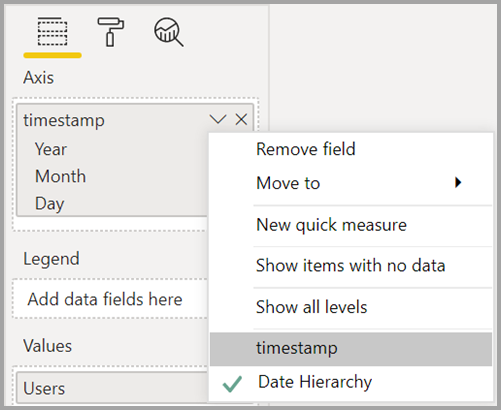 Axis
timestamp
Year
Month
Day
Legend
Add data fields here
Values
Users
Remove field
Move to
New quick measure
Show items with no data
Show all levels
timestamp
Date Hierarchy